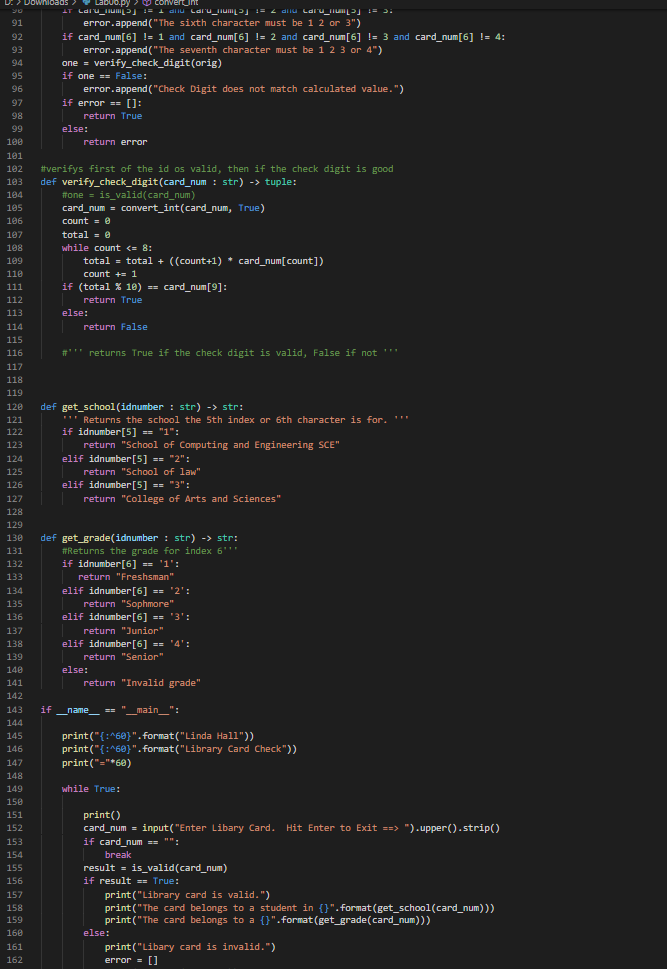 D: > Downloads > Lab06.py > convert_int
90 if card_num[5] != 1 and card_num[5] != 2 and card_num[5] != 3:
91 error.append("The sixth character must be 1 2 or 3")
92 if card_num[6] != 1 and card_num[6] != 2 and card_num[6] != 3 and card_num[6] != 4:
93 error.append("The seventh character must be 1 2 3 or 4")
94 one = verify_check_digit(orig)
95 if one == False:
96 error.append("Check Digit does not match calculated value.")
97 if error == []:
98 return True
99 else:
100 return error
101
102 #verifys first of the id os valid, then if the check digit is good
103 def verify_check_digit(card_num : str) -> tuple:
104 #one = is_valid(card_num)
105 card_num = convert_int(card_num, True)
106 count = 0
107 total = 0
108 while count <= 8:
109 total = total + ((count+1) * card_num[count])
110 count += 1
111 if (total % 10) == card_num[9]:
112 return True
113 else:
114 return False
115
116 #''' returns True if the check digit is valid, False if not '''
117
118
119
120 def get_school(idnumber : str) -> str:
121 ''' Returns the school the 5th index or 6th character is for. '''
122 if idnumber[5] == "1":
123 return "School of Computing and Engineering SCE"
124 elif idnumber[5] == "2":
125 return "School of law"
126 elif idnumber[5] == "3":
127 return "College of Arts and Sciences"
128
129
130 def get_grade(idnumber : str) -> str:
131 #Returns the grade for index 6'''
132 if idnumber[6] == '1':
133 return "Freshsman"
134 elif idnumber[6] == '2':
135 return "Sophmore"
136 elif idnumber[6] == '3':
137 return "Junior"
138 elif idnumber[6] == '4':
139 return "Senior"
140 else:
141 return "Invalid grade"
142
143 if __name__ == "__main__":
144
145 print("{:^60}".format("Linda Hall"))
146 print("{:^60}".format("Library Card Check"))
147 print("="*60)
148
149 while True:
150
151 print()
152 card_num = input("Enter Libary Card.  Hit Enter to Exit ==> ").upper().strip()
153 if card_num == "":
154 break
155 result = is_valid(card_num)
156 if result == True:
157 print("Library card is valid.")
158 print("The card belongs to a student in {}".format(get_school(card_num)))
159 print("The card belongs to a {}".format(get_grade(card_num)))
160 else:
161 print("Libary card is invalid.")
162 error = []